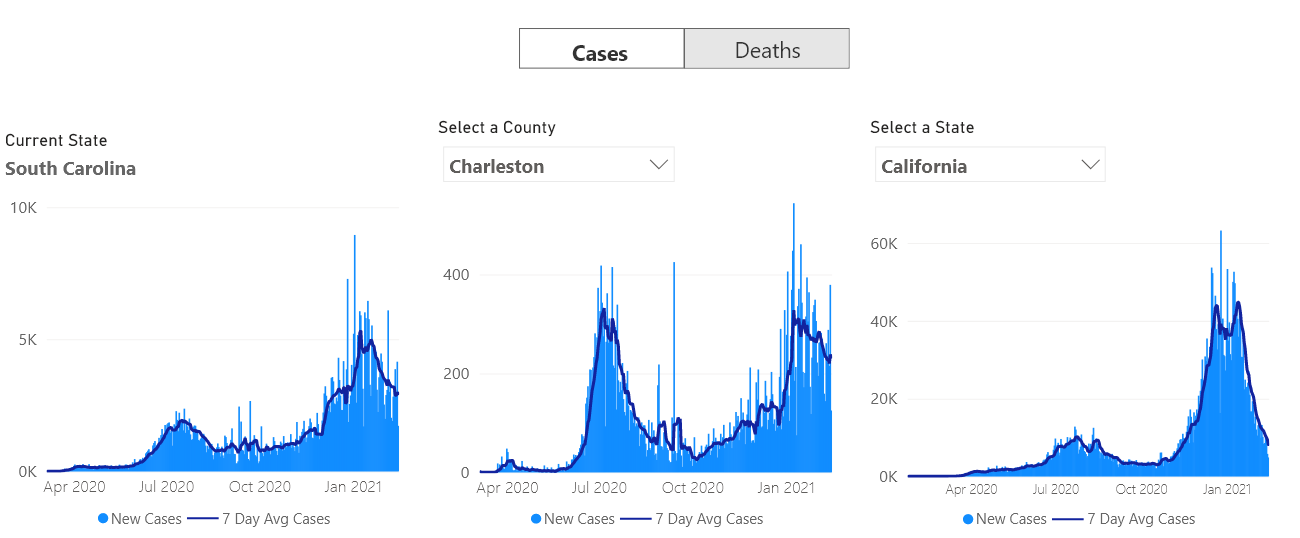 Cases Deaths
Current State
South Carolina
10K
5K
0K
Apr 2020 Jul 2020 Oct 2020 Jan 2021
New Cases 7 Day Avg Cases
Select a County
Charleston
400
200
0
Apr 2020 Jul 2020 Oct 2020 Jan 2021
New Cases 7 Day Avg Cases
Select a State
California
60K
40K
20K
0K
Apr 2020 Jul 2020 Oct 2020 Jan 2021
New Cases 7 Day Avg Cases